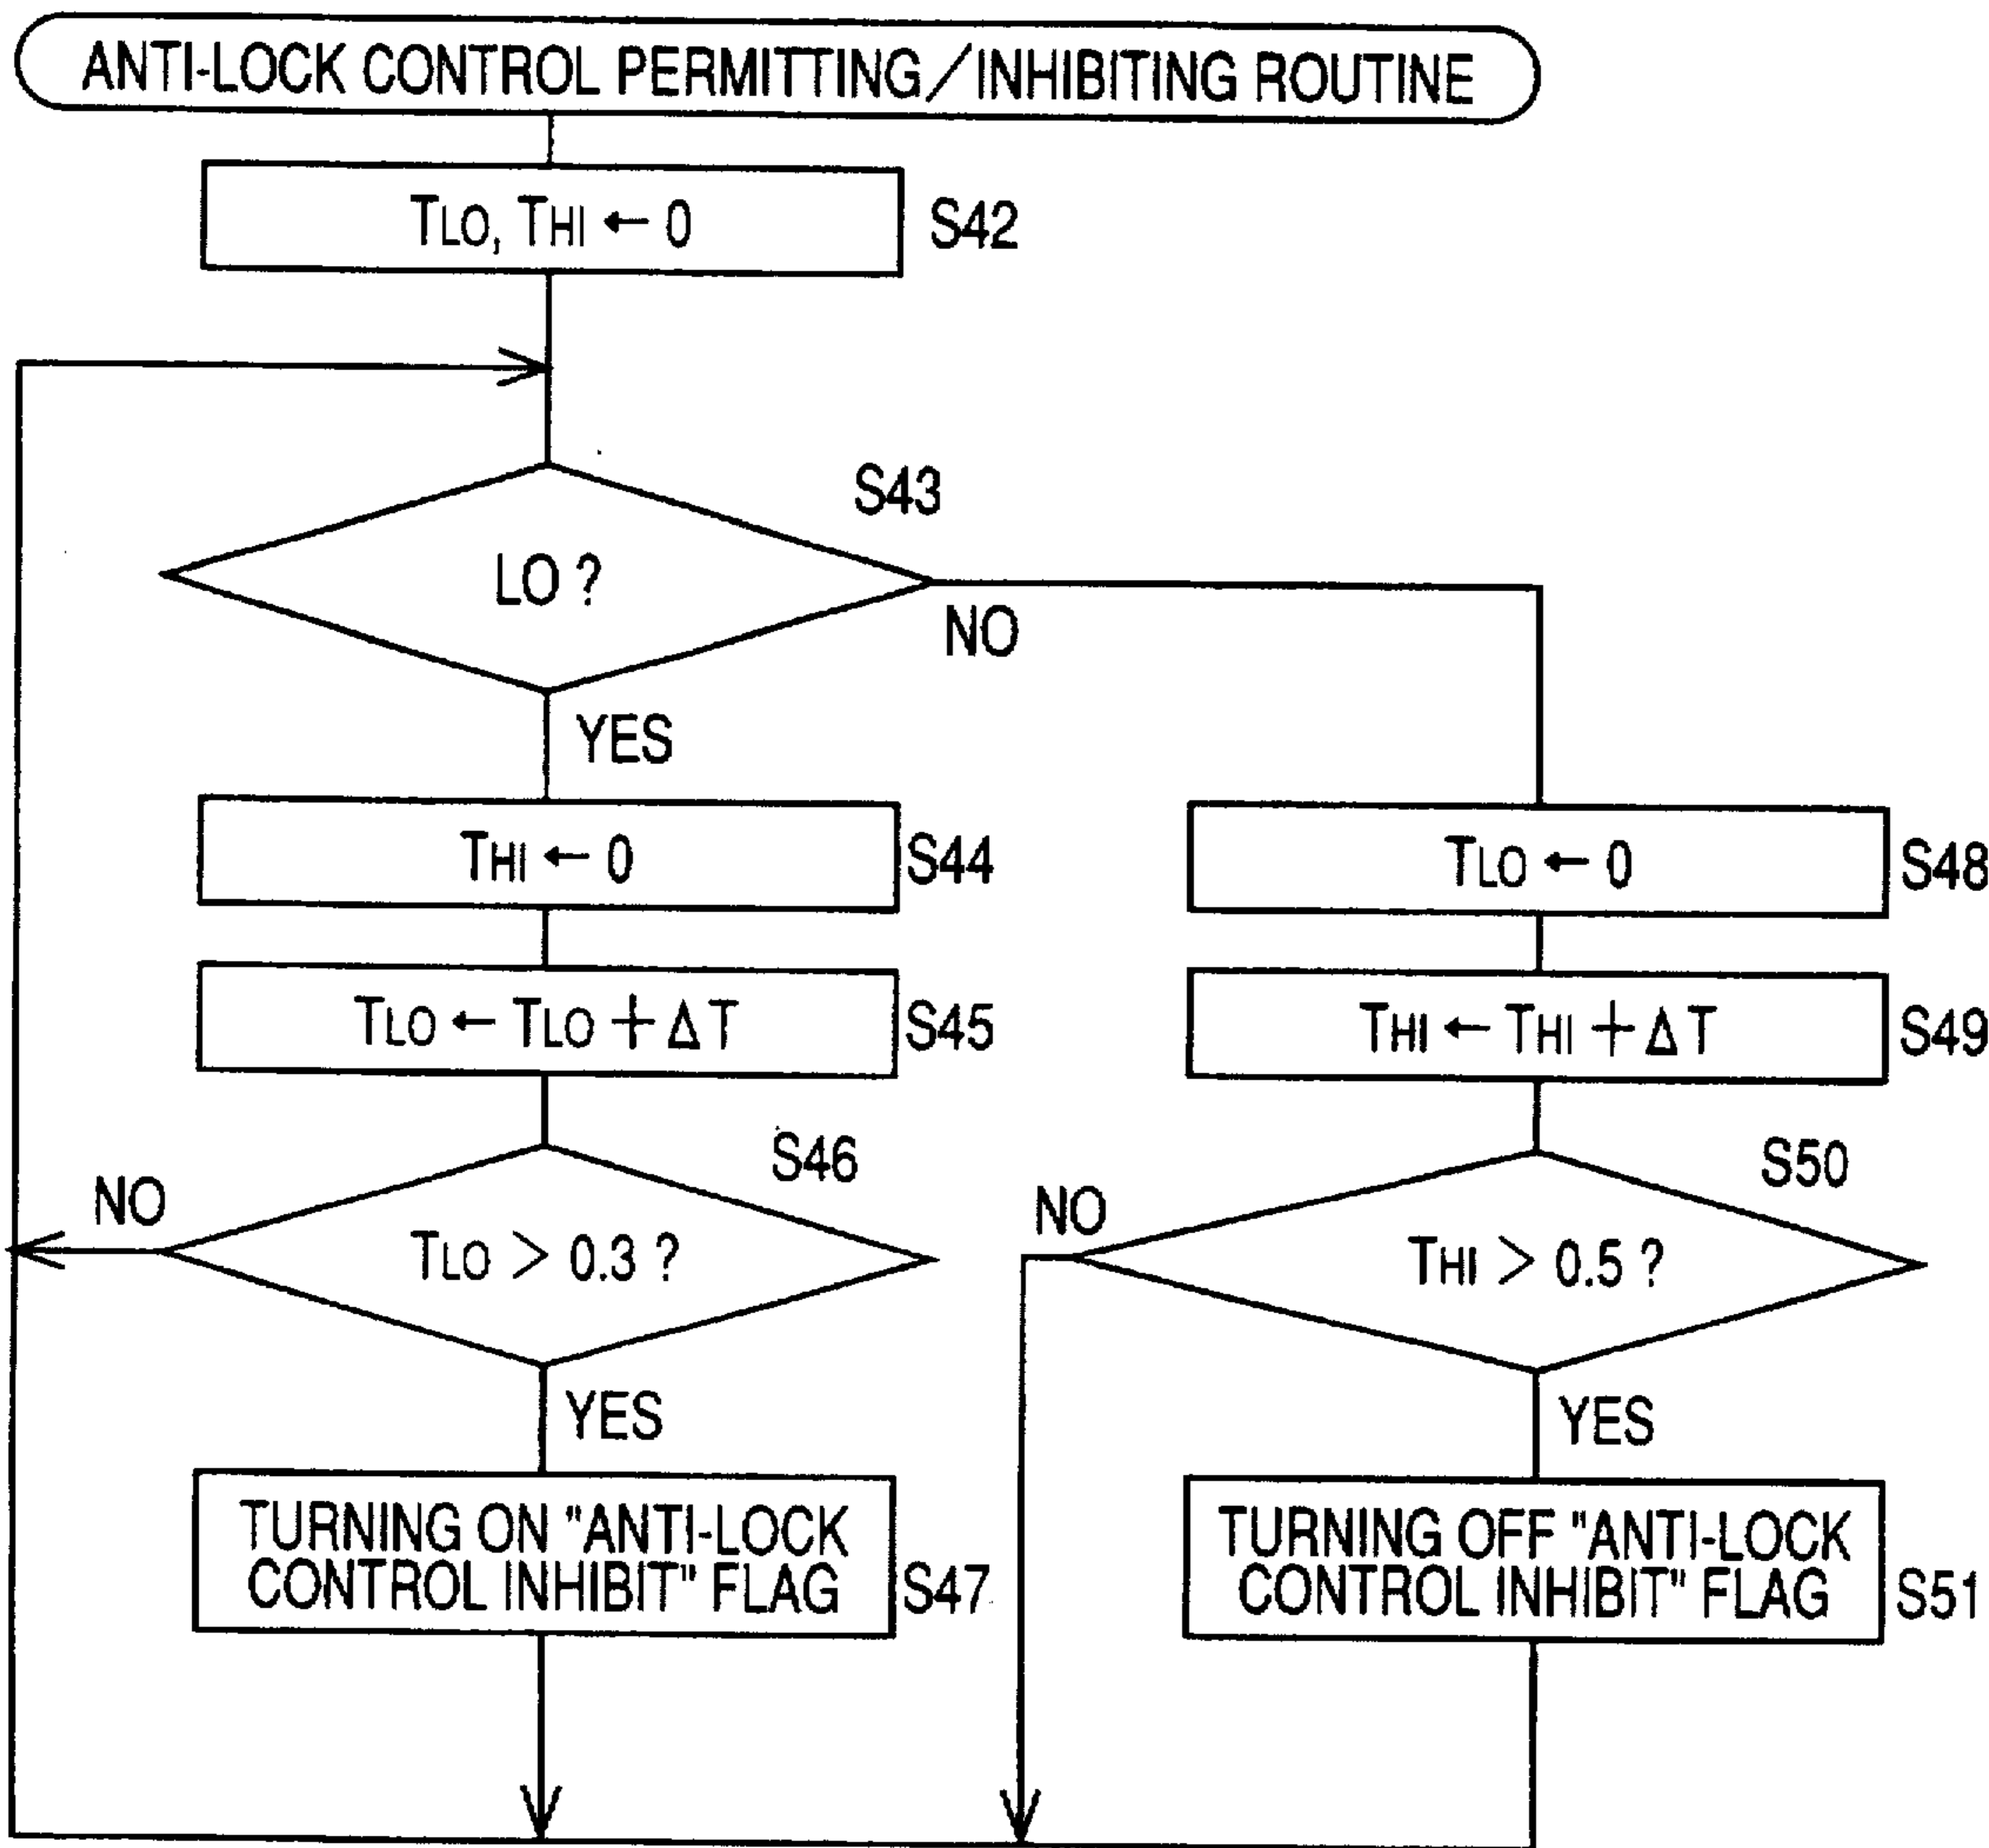 ANTI-LOCK CONTROL PERMITTING/INHIBITING ROUTINE
TLO, THI ← 0 S42
S43
LO ?
NO
YES
THI ← 0 S44
TLO ← 0 S48
TLO ← TLO + ΔT S45
THI ← THI + ΔT S49
S46
S50
NO
TLO > 0.3 ?
NO
THI > 0.5 ?
YES
YES
TURNING ON "ANTI-LOCK
CONTROL INHIBIT" FLAG S47
TURNING OFF "ANTI-LOCK
CONTROL INHIBIT" FLAG S51